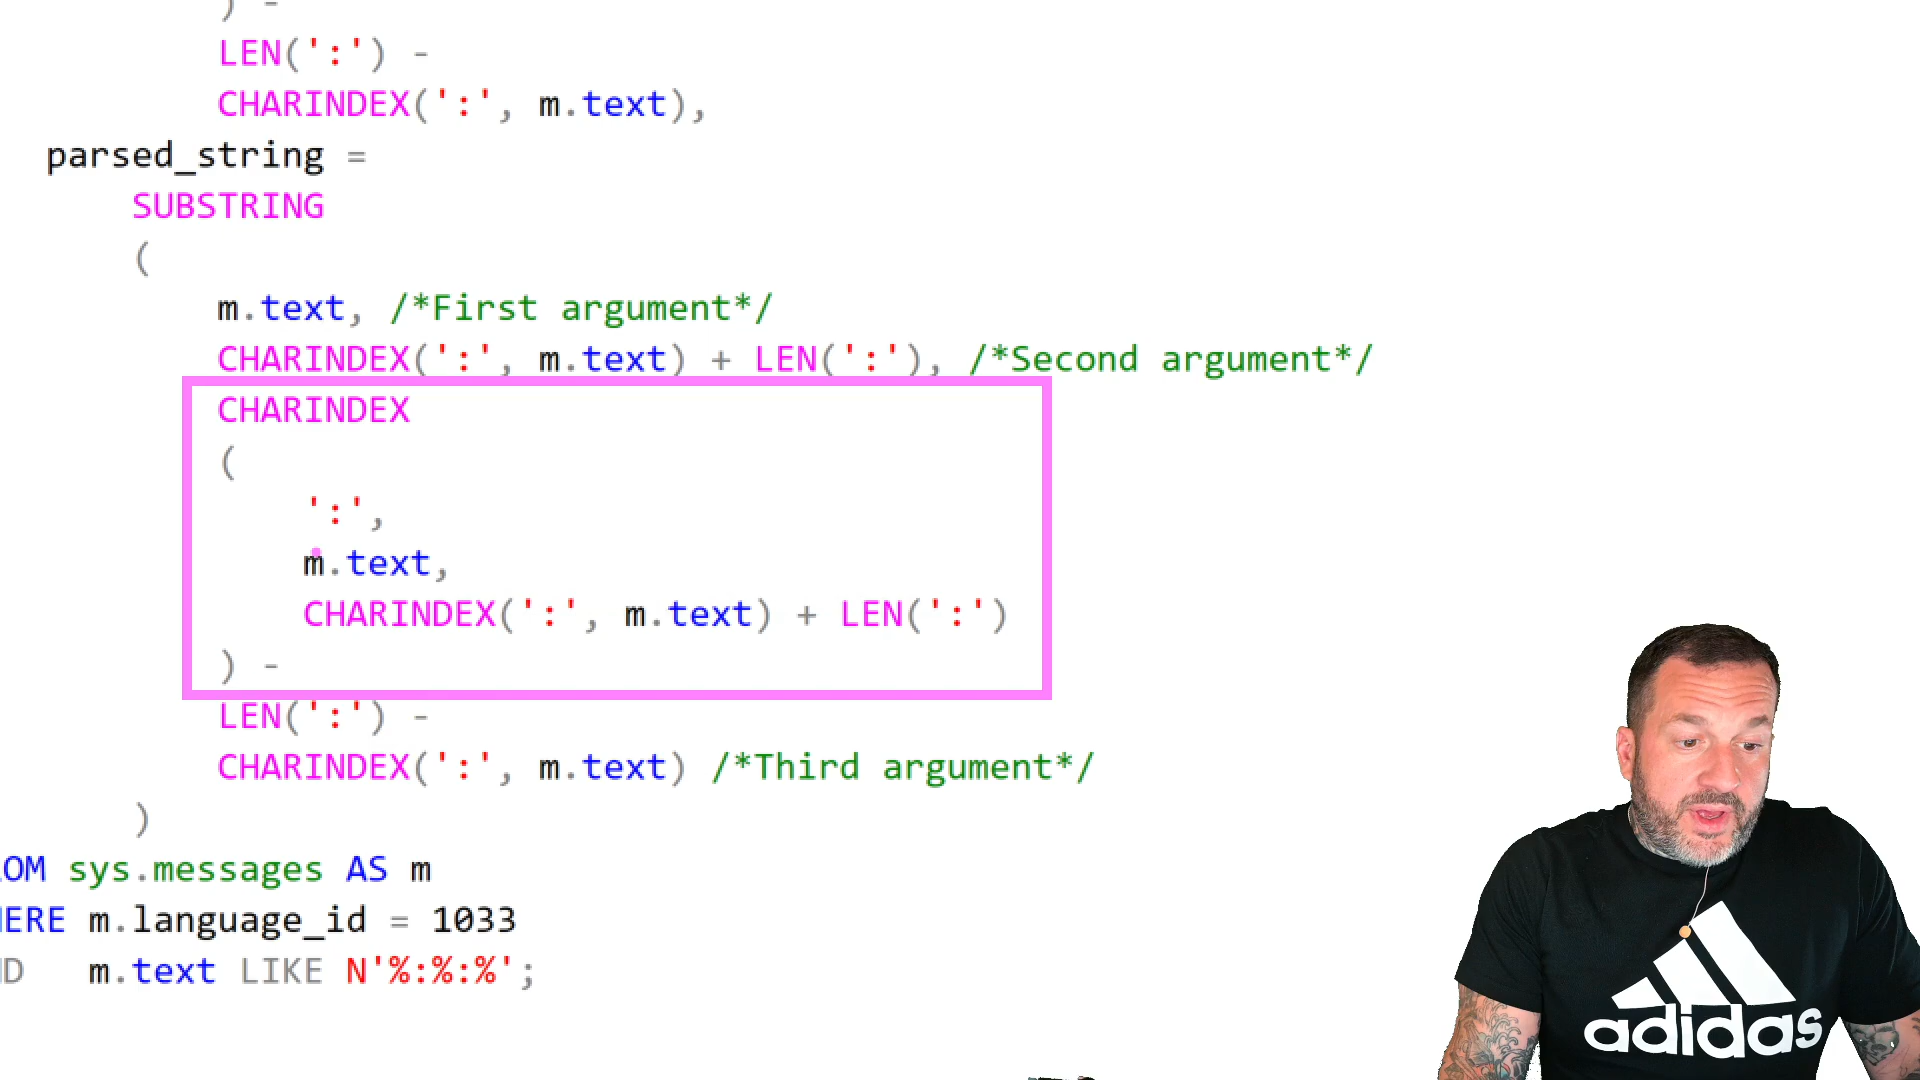 ) -
LEN(':') -
CHARINDEX(':', m.text),
parsed_string =
SUBSTRING
(
m.text, /*First argument*/
CHARINDEX(':', m.text) + LEN(':'), /*Second argument*/
CHARINDEX
(
':',
m.text,
CHARINDEX(':', m.text) + LEN(':')
) -
LEN(':') -
CHARINDEX(':', m.text) /*Third argument*/
)
OM sys.messages AS m
HERE m.language_id = 1033
D m.text LIKE N'%:%:%';
adidas